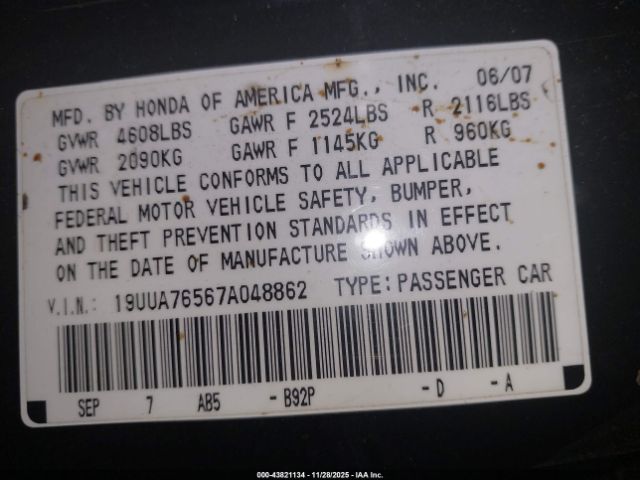 MFD. BY HONDA OF AMERICA MFG., INC. 06/07
GVWR 4608LBS GAWR F 2524LBS R 2116LBS
GVWR 2090KG GAWR F 1145KG R 960KG
THIS VEHICLE CONFORMS TO ALL APPLICABLE
FEDERAL MOTOR VEHICLE SAFETY, BUMPER,
AND THEFT PREVENTION STANDARDS IN EFFECT
ON THE DATE OF MANUFACTURE SHOWN ABOVE.
V.I.N.: 19UUA76567A048862 TYPE: PASSENGER CAR
SEP 7 AB5 -B92P -D -A
000-43821134 - 11/28/2025 - IAA Inc.